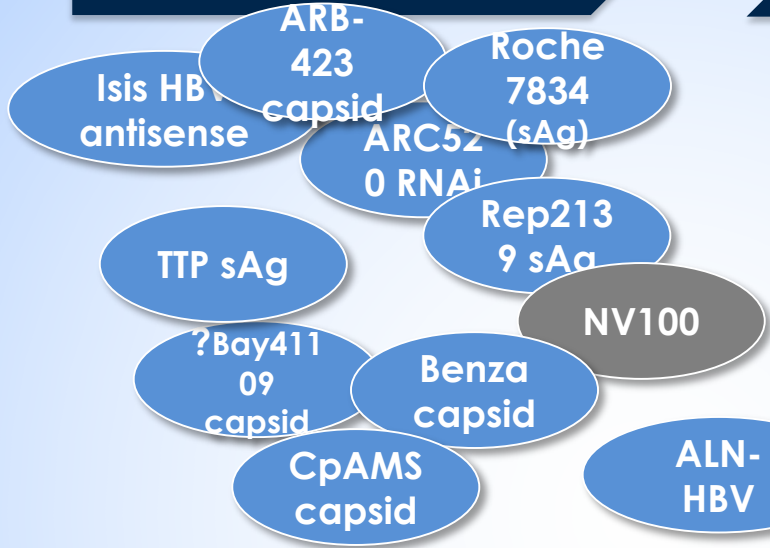 ARB-
423
capsid
Roche
7834
(sAg)
Isis HBV
antisense
ARC52
0 RNAi
Rep213
9 sAg
TTP sAg
NV100
?Bay411
09
capsid
Benza
capsid
CpAMS
capsid
ALN-
HBV